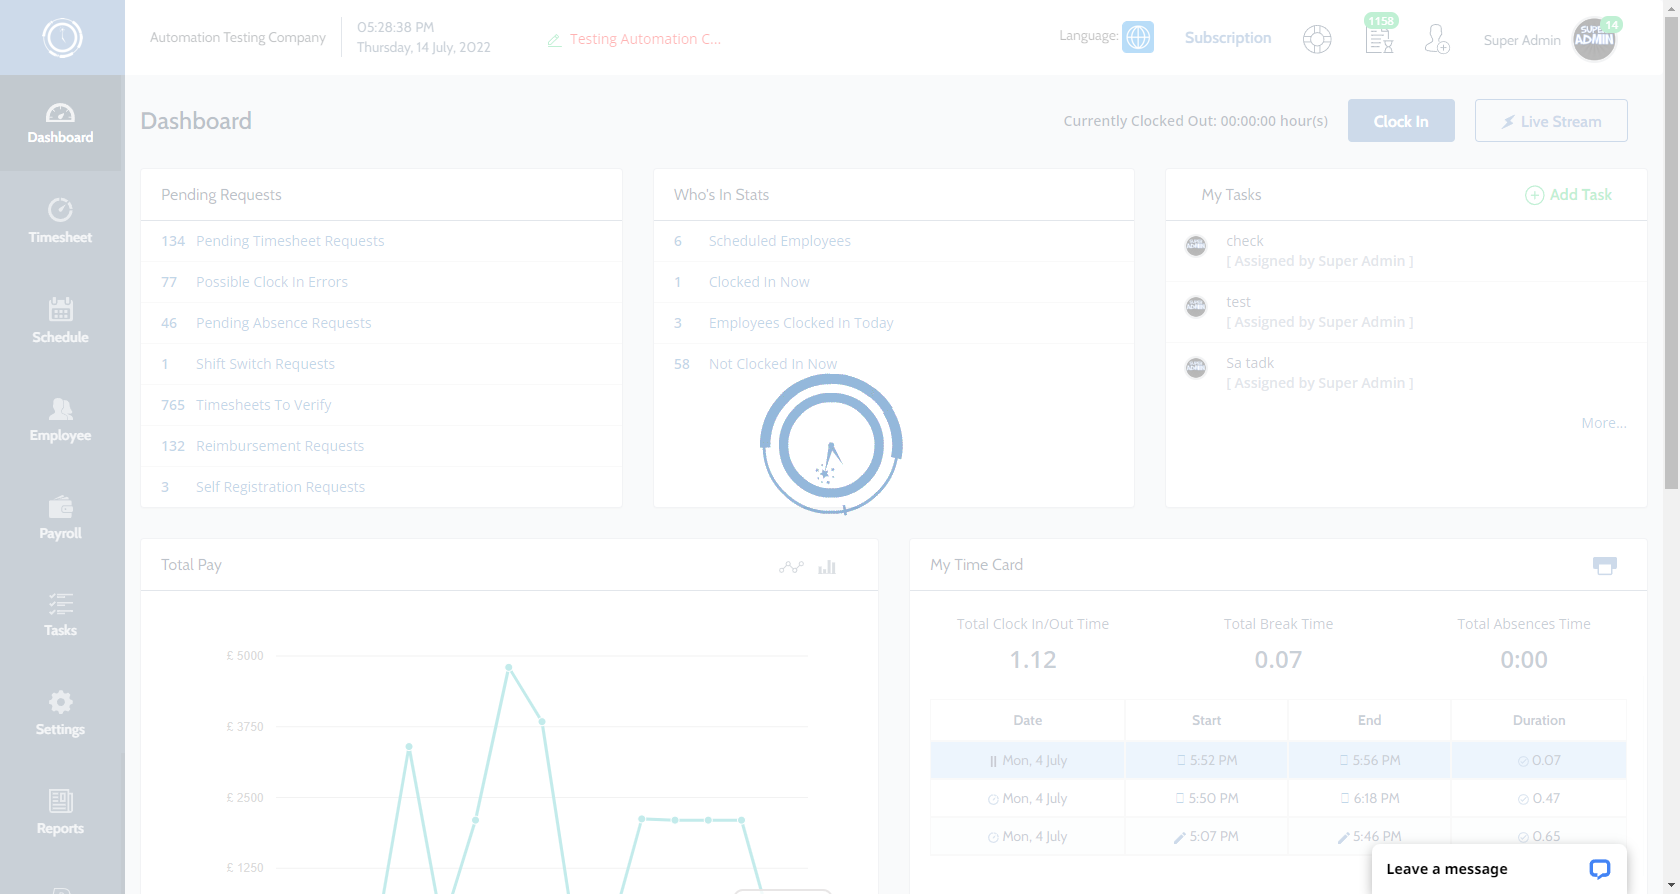 Automation Testing Company
05:28:38 PM
Thursday, 14 July, 2022
Testing Automation C...
Language:
Subscription
1158
Super Admin
SUPER
ADMIN
14
Dashboard
Timesheet
Schedule
Employee
Payroll
Tasks
Settings
Reports
Dashboard
Currently Clocked Out: 00:00:00 hour(s)
Clock In
Live Stream
Pending Requests
134 Pending Timesheet Requests
77 Possible Clock In Errors
46 Pending Absence Requests
1 Shift Switch Requests
765 Timesheets To Verify
132 Reimbursement Requests
3 Self Registration Requests
Who's In Stats
6 Scheduled Employees
1 Clocked In Now
3 Employees Clocked In Today
58 Not Clocked In Now
My Tasks
Add Task
check
[ Assigned by Super Admin ]
test
[ Assigned by Super Admin ]
Sa tadk
[ Assigned by Super Admin ]
More...
Total Pay
£ 5000
£ 3750
£ 2500
£ 1250
My Time Card
Total Clock In/Out Time Total Break Time Total Absences Time
1.12 0.07 0:00
Date Start End Duration
Mon, 4 July 5:52 PM 5:56 PM 0.07
Mon, 4 July 5:50 PM 6:18 PM 0.47
Mon, 4 July 5:07 PM 5:46 PM 0.65
Leave a message